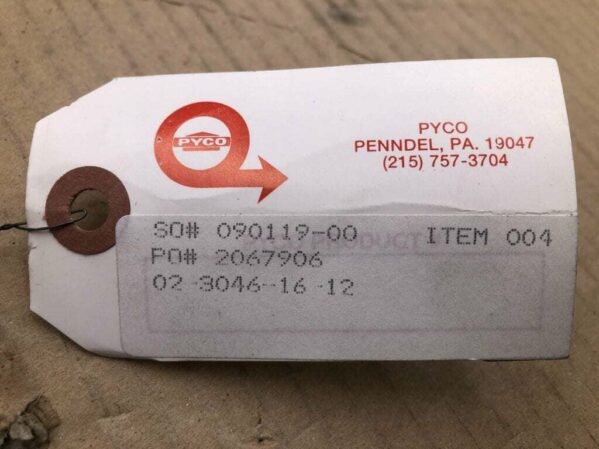 PYCO
PYCO
PENNDEL, PA. 19047
(215) 757-3704
SO# 090119-00 ITEM 004
PO# 2067906
02-3046-16-12